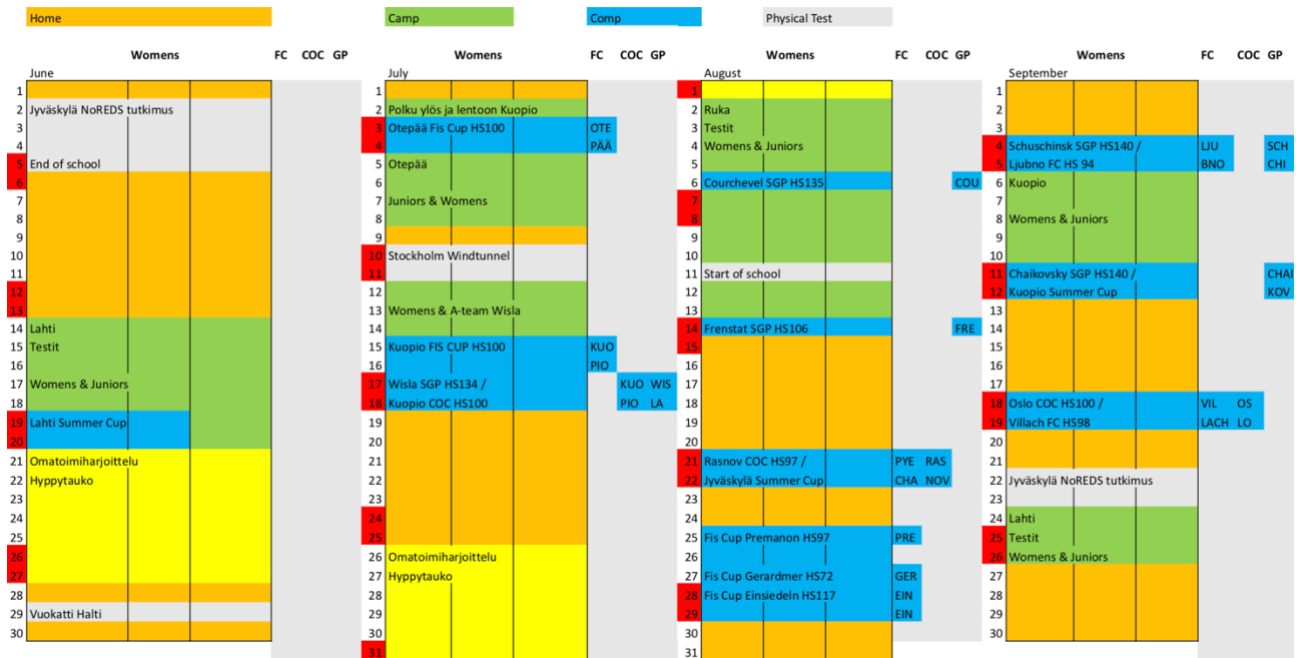 Home Camp Comp Physical Test
Womens FC COC GP Womens FC COC GP Womens FC COC GP Womens FC COC GP
June July August September
1 1 1 1
2 Jyväskylä NoREDS tutkimus 2 Polku ylös ja lentoon Kuopio 2 Ruka 2
3 3 Otepää Fis Cup HS100 OTE 3 Testit 3
4 4 PÄÄ 4 Womens & Juniors 4 Schuschinsk SGP HS140 / LJU SCH
5 End of school 5 Otepää 5 5 Ljubno FC HS 94 BNO CHI
6 6 6 Courchevel SGP HS135 COU 6 Kuopio
7 7 Juniors & Womens 7 7
8 8 8 8 Womens & Juniors
9 9 9 9
10 10 Stockholm Windtunnel 10 10
11 11 11 Start of school 11 Chaikovsky SGP HS140 / CHAI
12 12 12 12 Kuopio Summer Cup KOV
13 13 Womens & A-team Wisla 13 13
14 Lahti 14 14 Frenstat SGP HS106 FRE 14
15 Testit 15 Kuopio FIS CUP HS100 KUO 15 15
16 16 PIO 16 16
17 Womens & Juniors 17 Wisla SGP HS134 / KUO WIS 17 17
18 18 Kuopio COC HS100 PIO LA 18 18 Oslo COC HS100 / VIL OS
19 Lahti Summer Cup 19 19 19 Villach FC HS98 LACH LO
20 20 20 20
21 Omatoimiharjoittelu 21 21 Rasnov COC HS97 / PYE RAS 21
22 Hyppytauko 22 22 Jyväskylä Summer Cup CHA NOV 22 Jyväskylä NoREDS tutkimus
23 23 23 23
24 24 24 24 Lahti
25 25 25 Fis Cup Premanon HS97 PRE 25 Testit
26 26 Omatoimiharjoittelu 26 26 Womens & Juniors
27 27 Hyppytauko 27 Fis Cup Gerardmer HS72 GER 27
28 28 28 Fis Cup Einsiedeln HS117 EIN 28
29 Vuokatti Halti 29 29 EIN 29
30 30 30 30
31 31